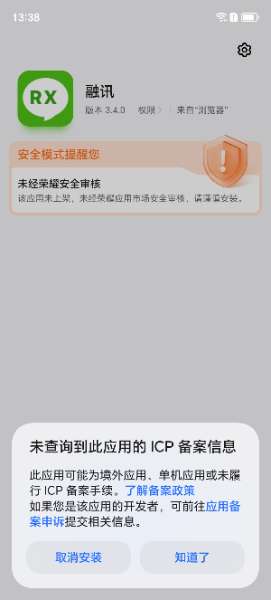 13:38
RX
融讯
版本 3.4.0 权限 来自“浏览器”
安全模式提醒您
未经荣耀安全审核
该应用未上架，未经荣耀应用市场安全审核，请谨慎安装。
未查询到此应用的 ICP 备案信息
此应用可能为境外应用、单机应用或未履
行 ICP 备案手续。了解备案政策
如果您是该应用的开发者，可前往应用备
案申诉提交相关信息。
取消安装 知道了